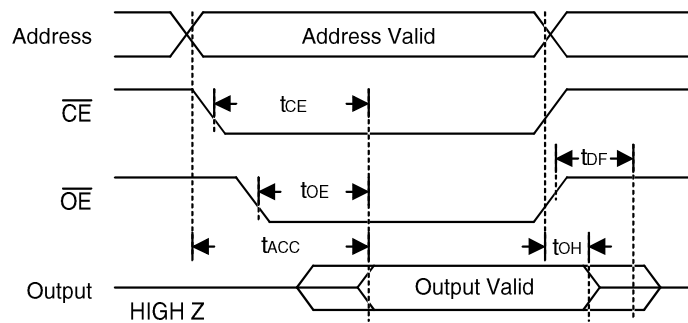 Address
Address Valid
CE
tCE
tDF
OE
tOE
tACC
tOH
Output
Output Valid
HIGH Z